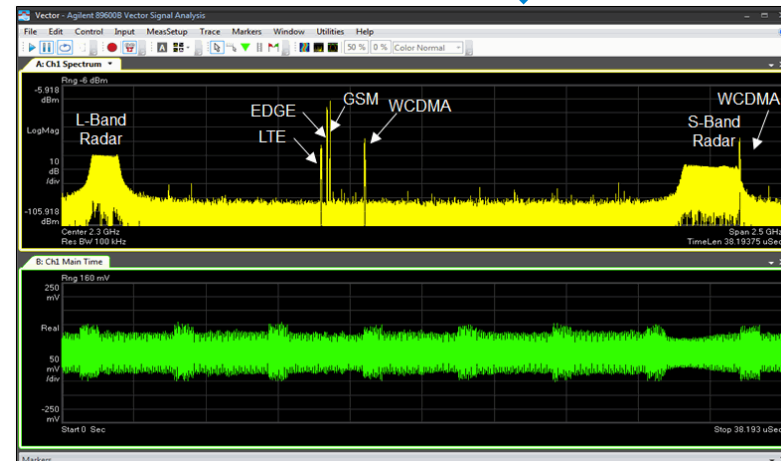 Vector - Agilent 89600B Vector Signal Analysis
File Edit Control Input MeasSetup Trace Markers Window Utilities Help
50 % 0 % Color Normal
A: Ch1 Spectrum
Rng -6 dBm
-5.918
dBm
LogMag
10
dB
/div
-105.918
dBm
L-Band
Radar
EDGE
GSM
WCDMA
LTE
WCDMA
S-Band
Radar
Center 2.3 GHz
Span 2.5 GHz
Res BW 100 kHz
TimeLen 38.19375 uSec
B: Ch1 Main Time
Rng 160 mV
250
mV
Real
50
mV
/div
-250
mV
Start 0 Sec
Stop 38.193 uSec
Markers